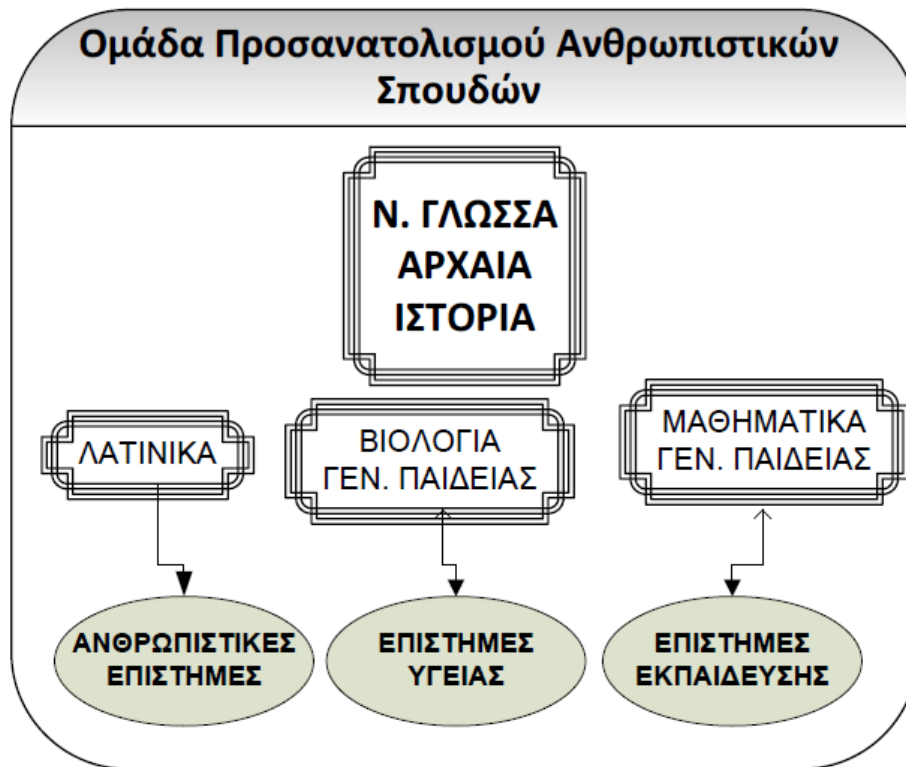 Ομάδα Προσανατολισμού Ανθρωπιστικών
Σπουδών
Ν. ΓΛΩΣΣΑ
ΑΡΧΑΙΑ
ΙΣΤΟΡΙΑ
ΛΑΤΙΝΙΚΑ
ΒΙΟΛΟΓΙΑ
ΓΕΝ. ΠΑΙΔΕΙΑΣ
ΜΑΘΗΜΑΤΙΚΑ
ΓΕΝ. ΠΑΙΔΕΙΑΣ
ΑΝΘΡΩΠΙΣΤΙΚΕΣ
ΕΠΙΣΤΗΜΕΣ
ΕΠΙΣΤΗΜΕΣ
ΥΓΕΙΑΣ
ΕΠΙΣΤΗΜΕΣ
ΕΚΠΑΙΔΕΥΣΗΣ